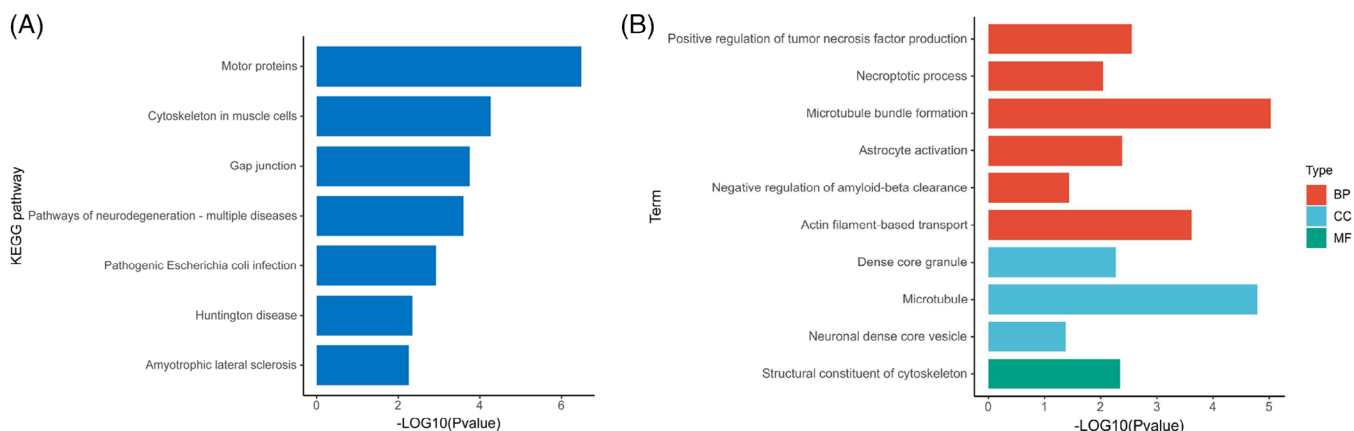 (A)
KEGG pathway
Motor proteins
Cytoskeleton in muscle cells
Gap junction
Pathways of neurodegeneration - multiple diseases
Pathogenic Escherichia coli infection
Huntington disease
Amyotrophic lateral sclerosis
0 2 4 6
-LOG10(Pvalue)
(B)
Term
Positive regulation of tumor necrosis factor production
Necroptotic process
Microtubule bundle formation
Astrocyte activation
Negative regulation of amyloid-beta clearance
Actin filament-based transport
Dense core granule
Microtubule
Neuronal dense core vesicle
Structural constituent of cytoskeleton
0 1 2 3 4 5
-LOG10(Pvalue)
Type
BP
CC
MF